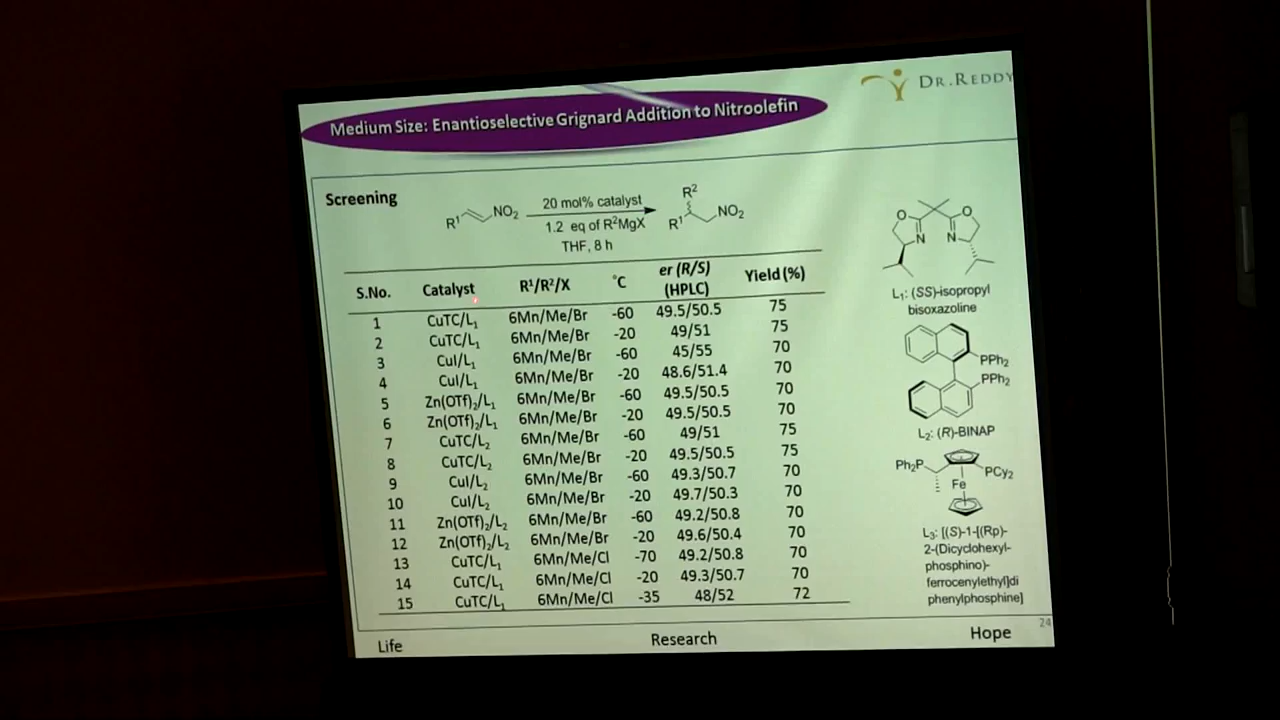 DR.REDDY
Medium Size: Enantioselective Grignard Addition to Nitroolefin
Screening
R¹ NO₂
20 mol% catalyst
1.2 eq of R²MgX
THF, 8 h
R²
R¹ NO₂
S.No. Catalyst R¹/R²/X °C er (R/S) (HPLC) Yield (%)
1 CuTC/L₁ 6Mn/Me/Br -60 49.5/50.5 75
2 CuTC/L₁ 6Mn/Me/Br -20 49/51 75
3 CuI/L₁ 6Mn/Me/Br -60 45/55 70
4 CuI/L₁ 6Mn/Me/Br -20 48.6/51.4 70
5 Zn(OTf)₂/L₁ 6Mn/Me/Br -60 49.5/50.5 70
6 Zn(OTf)₂/L₁ 6Mn/Me/Br -20 49.5/50.5 70
7 CuTC/L₂ 6Mn/Me/Br -60 49/51 75
8 CuTC/L₂ 6Mn/Me/Br -20 49.5/50.5 75
9 CuI/L₂ 6Mn/Me/Br -60 49.3/50.7 70
10 CuI/L₂ 6Mn/Me/Br -20 49.7/50.3 70
11 Zn(OTf)₂/L₂ 6Mn/Me/Br -60 49.2/50.8 70
12 Zn(OTf)₂/L₂ 6Mn/Me/Br -20 49.6/50.4 70
13 CuTC/L₁ 6Mn/Me/Cl -70 49.2/50.8 70
14 CuTC/L₁ 6Mn/Me/Cl -20 49.3/50.7 70
15 CuTC/L₁ 6Mn/Me/Cl -35 48/52 72
O O
N N
L₁: (SS)-isopropyl
bisoxazoline
PPh₂
PPh₂
L₂: (R)-BINAP
Ph₂P
PCy₂
Fe
L₃: [(S)-1-[(Rp)-
2-(Dicyclohexyl-
phosphino)-
ferrocenylethyl]di
phenylphosphine]
24
Life Research Hope